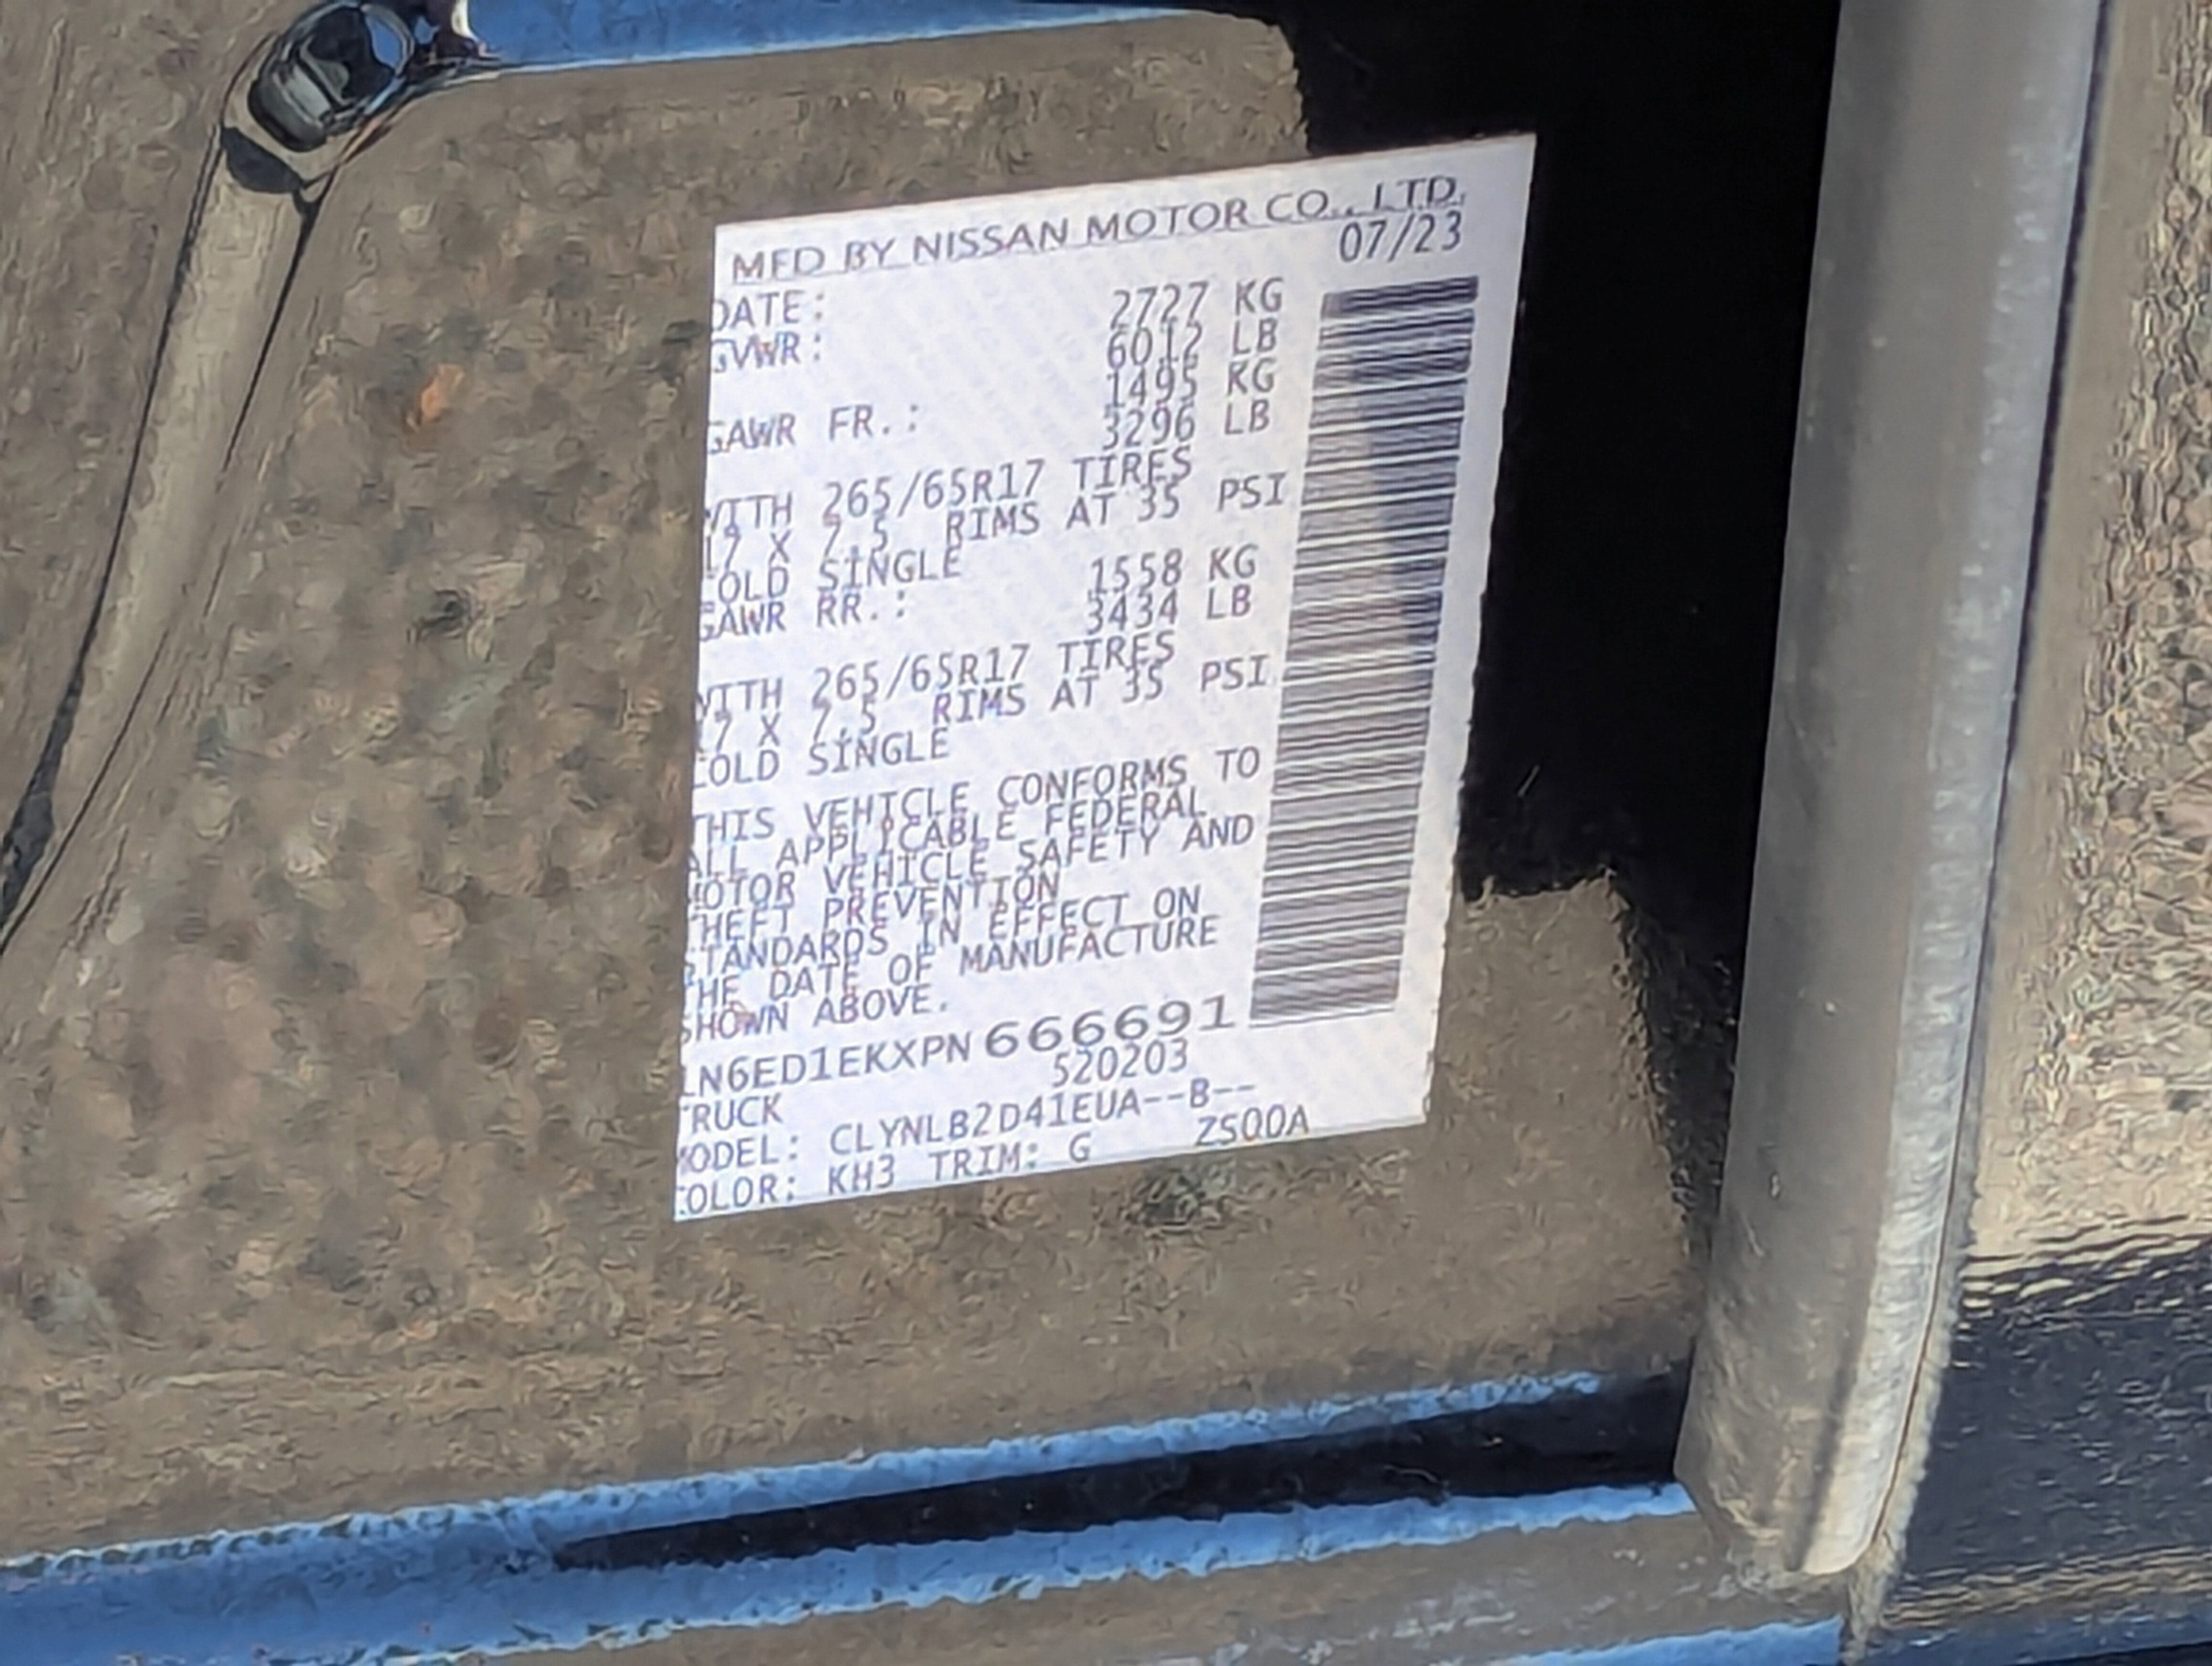 MFD BY NISSAN MOTOR CO., LTD.
DATE: 07/23
GVWR: 2727 KG
6012 LB
GAWR FR.: 1495 KG
3296 LB
WITH 265/65R17 TIRES
17 X 7.5 RIMS AT 35 PSI
COLD SINGLE
GAWR RR.: 1558 KG
3434 LB
WITH 265/65R17 TIRES
17 X 7.5 RIMS AT 35 PSI
COLD SINGLE
THIS VEHICLE CONFORMS TO
ALL APPLICABLE FEDERAL
MOTOR VEHICLE SAFETY AND
THEFT PREVENTION
STANDARDS IN EFFECT ON
THE DATE OF MANUFACTURE
SHOWN ABOVE.
1N6ED1EKXPN666691
TRUCK 520203
MODEL: CLYNLB2D41EUA--B--
COLOR: KH3 TRIM: G ZS00A